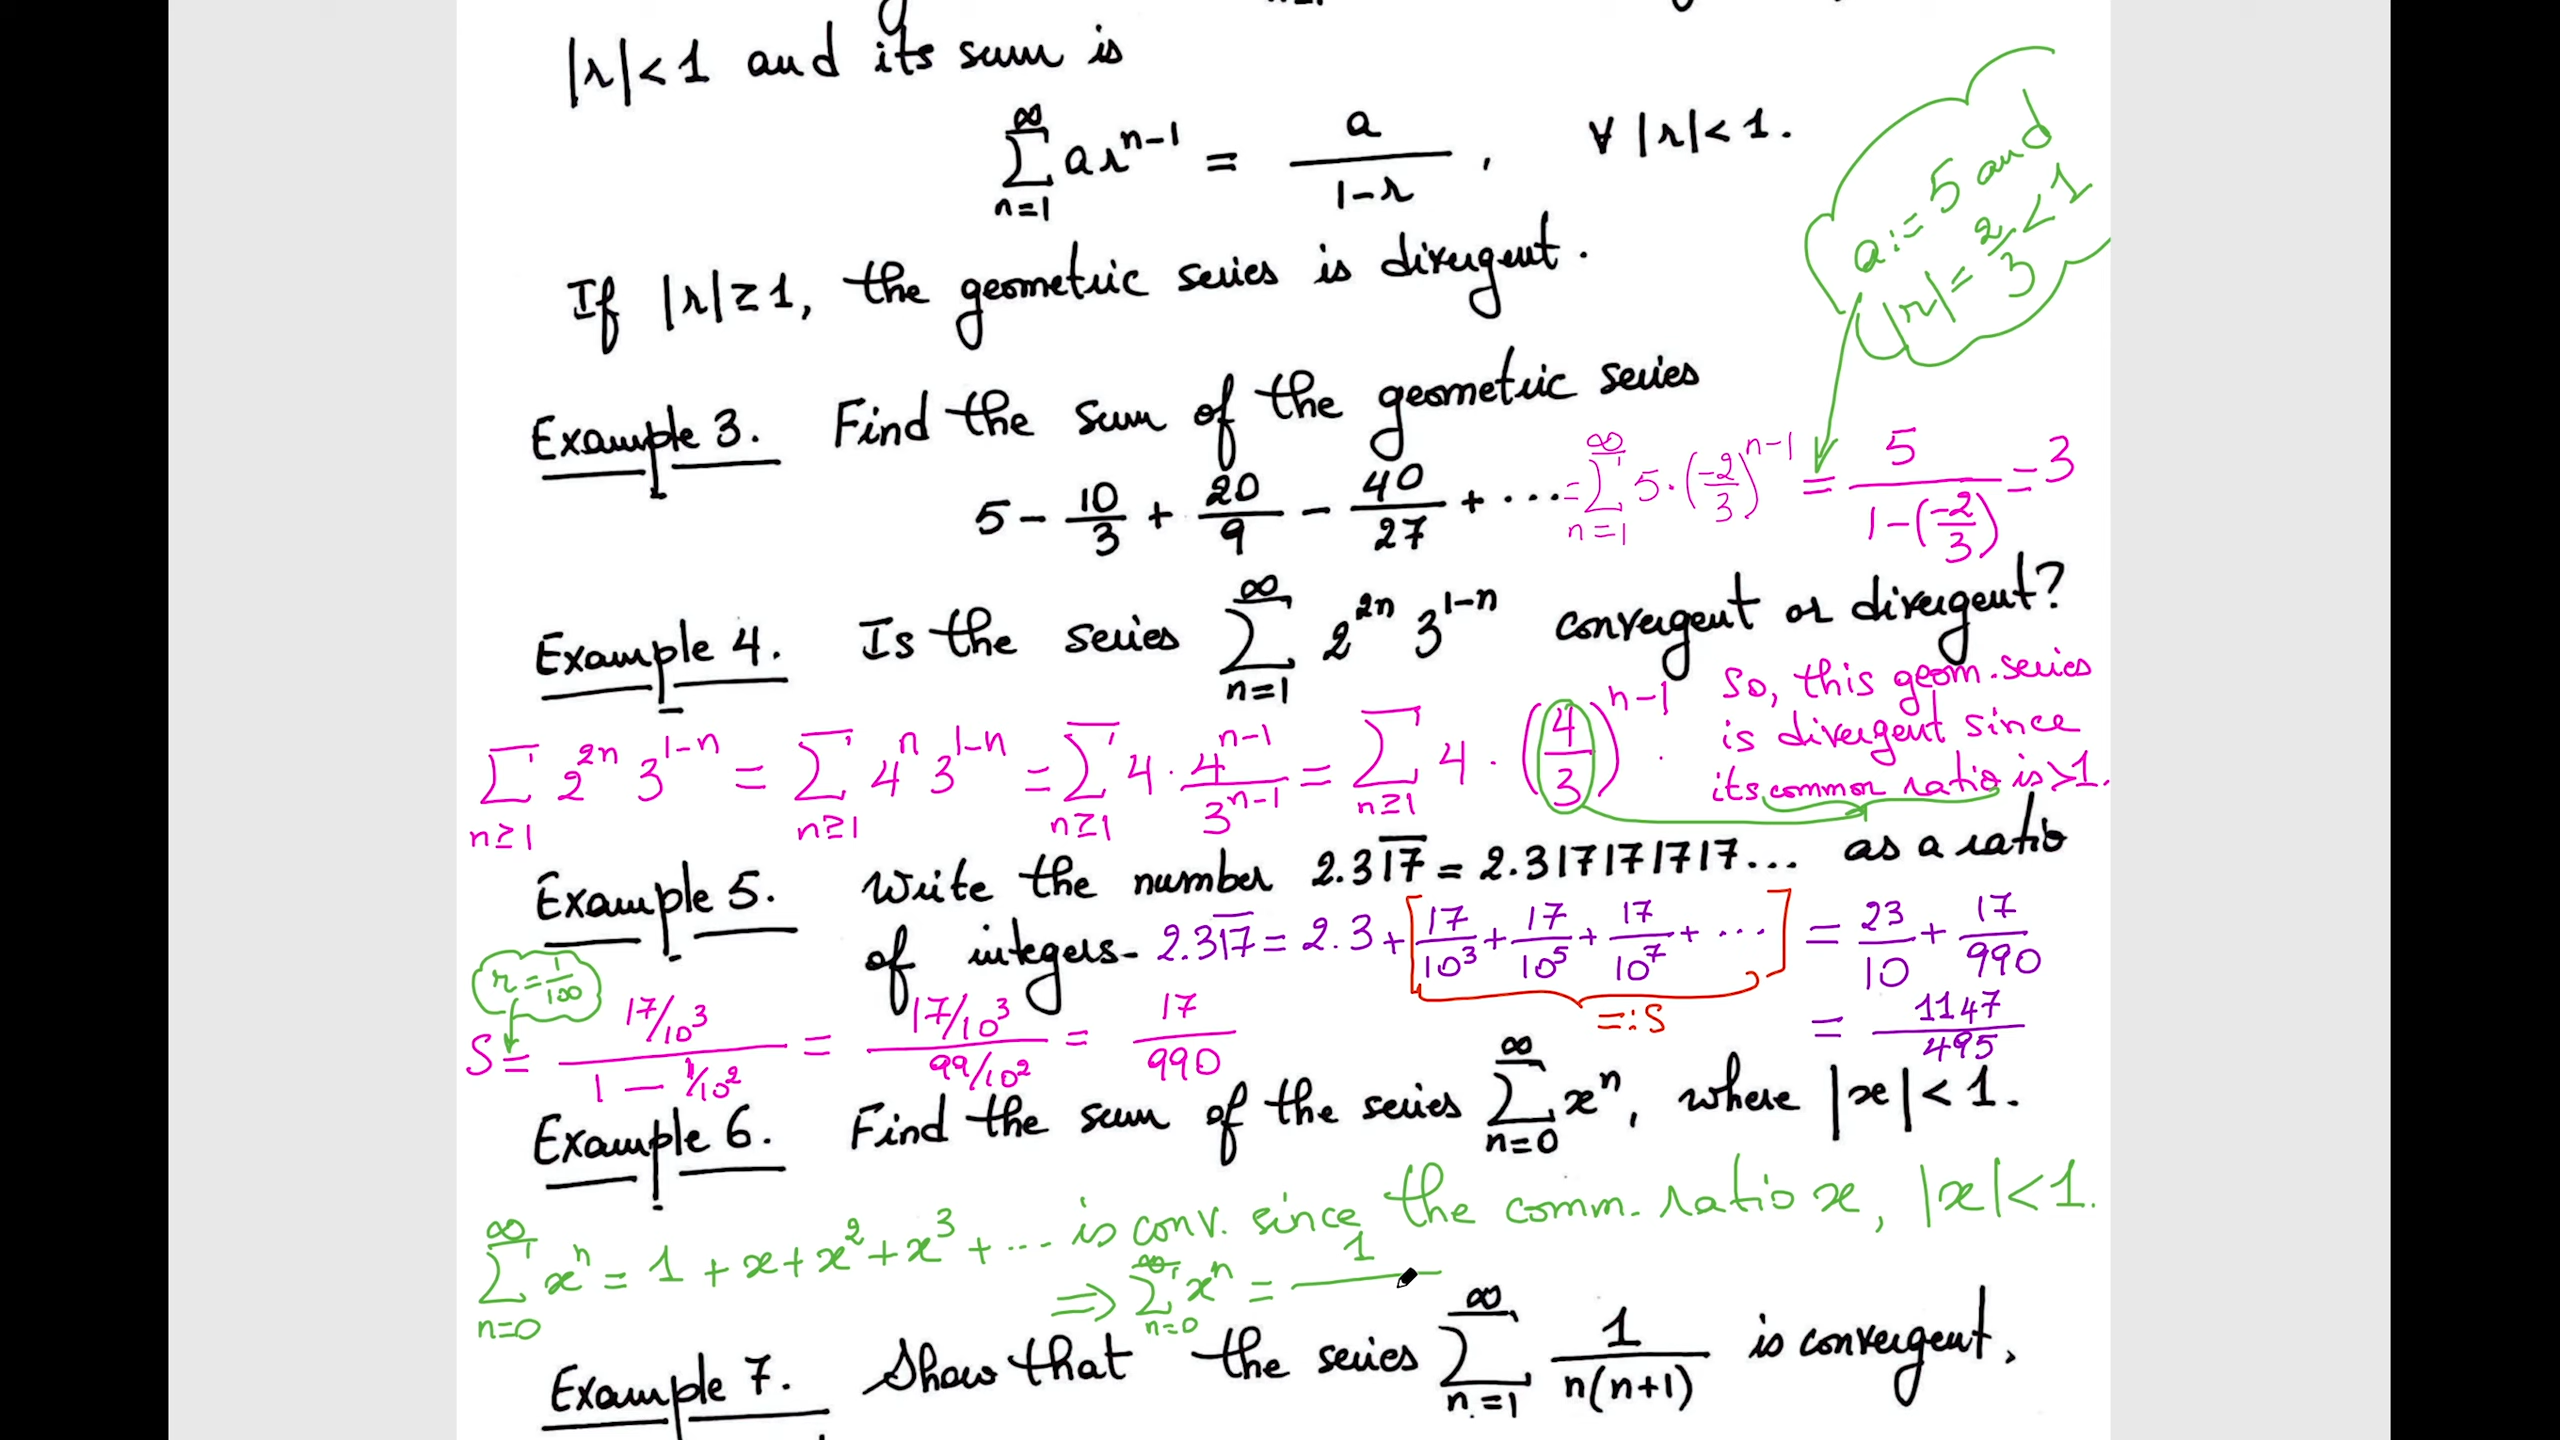 |r|<1 and its sum is
∞∑n=1 ar^(n-1) = a/(1-r), ∀ |r|<1.
If |r|≥1, the geometric series is divergent.
a:=5 and
|r|=2/3<1
Example 3. Find the sum of the geometric series
5 - 10/3 + 20/9 - 40/27 + ··· = ∞∑n=1 5·(-2/3)^(n-1) = 5/(1-(-2/3)) = 3
Example 4. Is the series ∞∑n=1 2^(2n) 3^(1-n) convergent or divergent?
∑n≥1 2^(2n) 3^(1-n) = ∑n≥1 4^n 3^(1-n) = ∑n≥1 4·4^(n-1)/3^(n-1) = ∑n≥1 4·(4/3)^(n-1).
So, this geom. series
is divergent since
its common ratio is >1.
Example 5. Write the number 2.3\overline{17} = 2.317171717... as a ratio
of integers- 2.3\overline{17} = 2.3 + [17/10^3 + 17/10^5 + 17/10^7 + ···] = 23/10 + 17/990
=:S
= 1147/495
r=1/100
S = (17/10^3)/(1 - 1/10^2) = (17/10^3)/(99/10^2) = 17/990
Example 6. Find the sum of the series ∞∑n=0 x^n, where |x|<1.
∞∑n=0 x^n = 1 + x + x^2 + x^3 + ··· is conv. since the comm. ratio x, |x|<1.
⇒ ∞∑n=0 x^n = 1/
Example 7. Show that the series ∞∑n=1 1/(n(n+1)) is convergent.